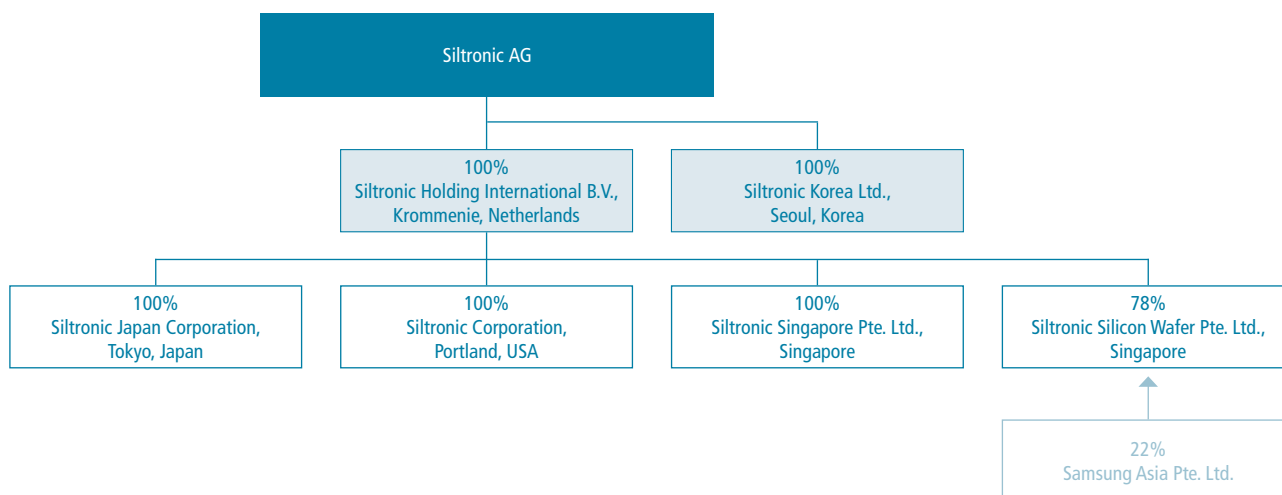 Siltronic AG
100%
Siltronic Holding International B.V.,
Krommenie, Netherlands
100%
Siltronic Korea Ltd.,
Seoul, Korea
100%
Siltronic Japan Corporation,
Tokyo, Japan
100%
Siltronic Corporation,
Portland, USA
100%
Siltronic Singapore Pte. Ltd.,
Singapore
78%
Siltronic Silicon Wafer Pte. Ltd.,
Singapore
22%
Samsung Asia Pte. Ltd.